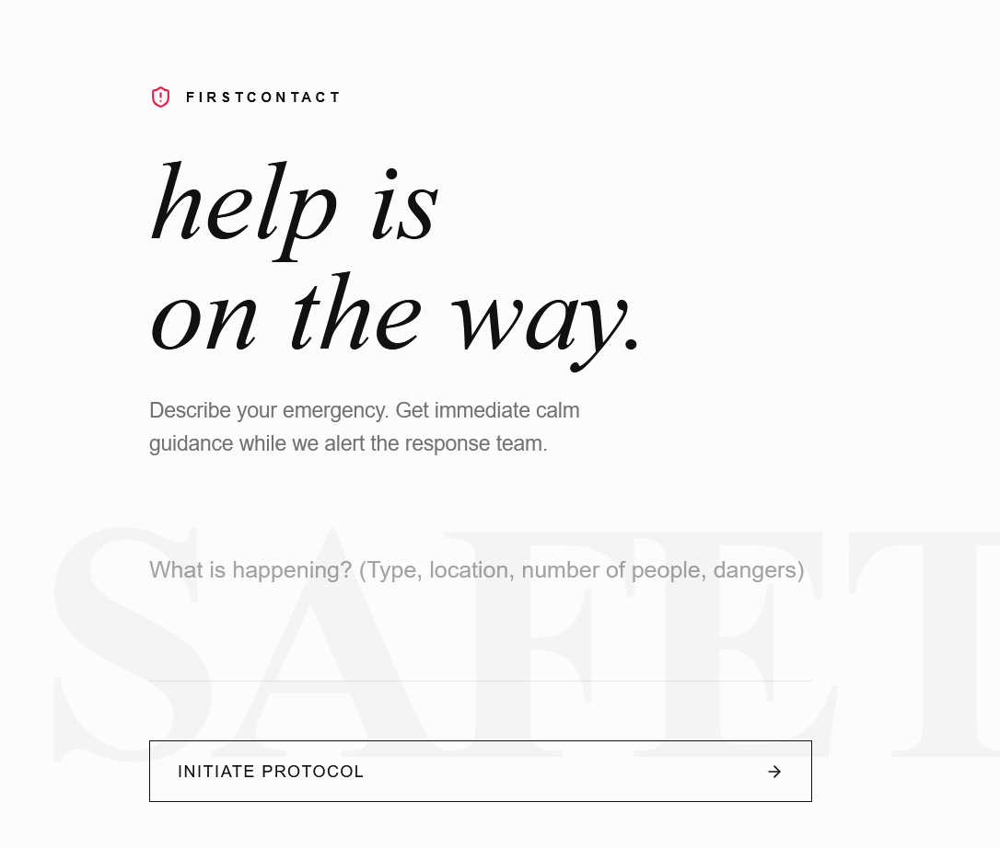 FIRSTCONTACT
help is
on the way.
Describe your emergency. Get immediate calm
guidance while we alert the response team.
SAFET
What is happening? (Type, location, number of people, dangers)
INITIATE PROTOCOL